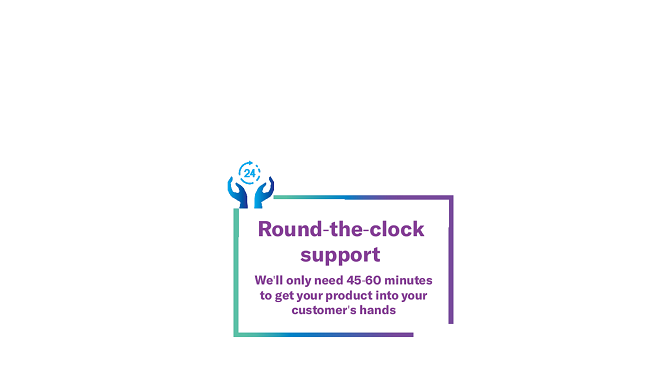 24
Round-the-clock
support
We'll only need 45-60 minutes
to get your product into your
customer's hands